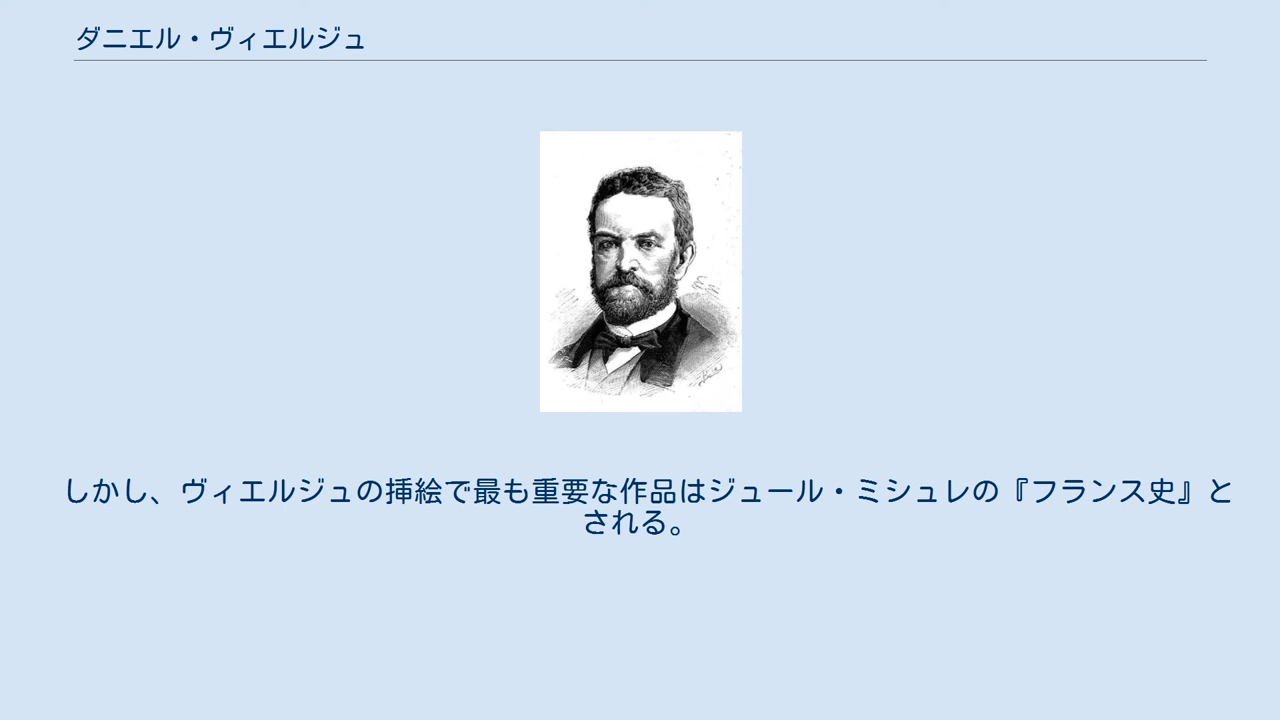 ダニエル・ヴィエルジュ
しかし、ヴィエルジュの挿絵で最も重要な作品はジュール・ミシュレの『フランス史』と
される。